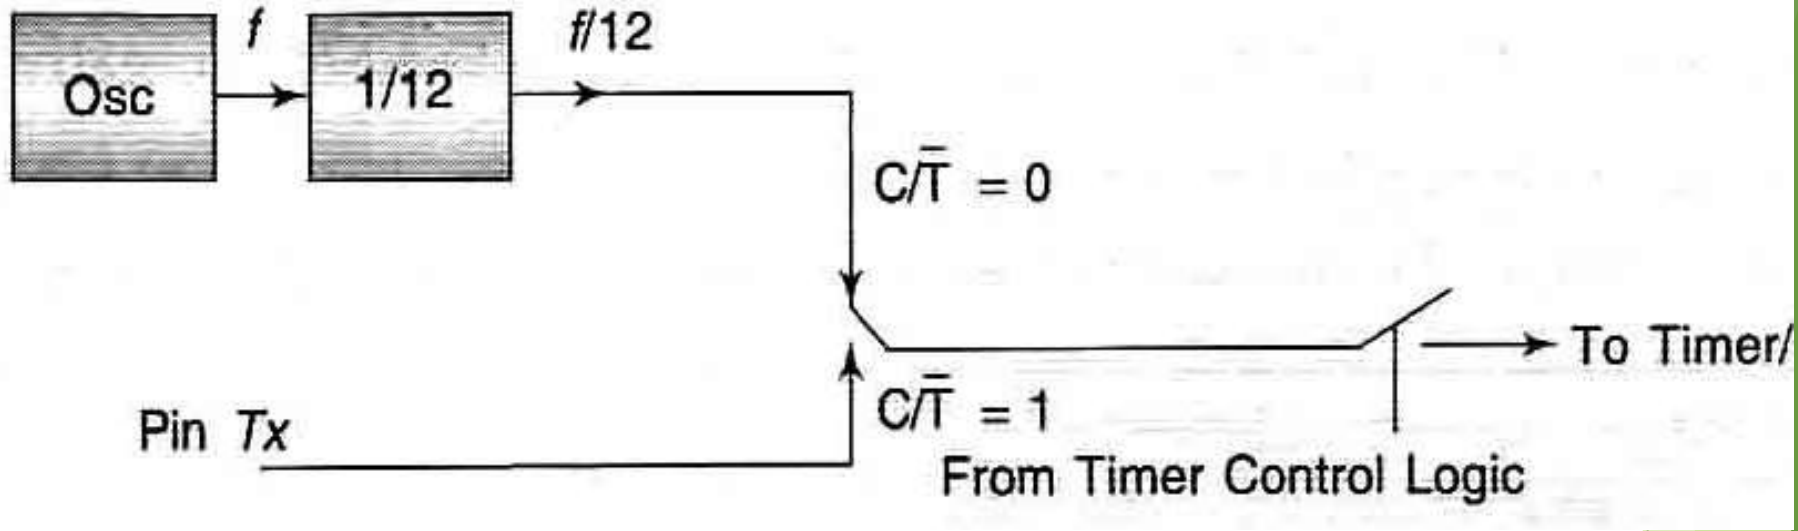 f
f/12
Osc
1/12
C/T̅ = 0
To Timer/
C/T̅ = 1
Pin Tx
From Timer Control Logic